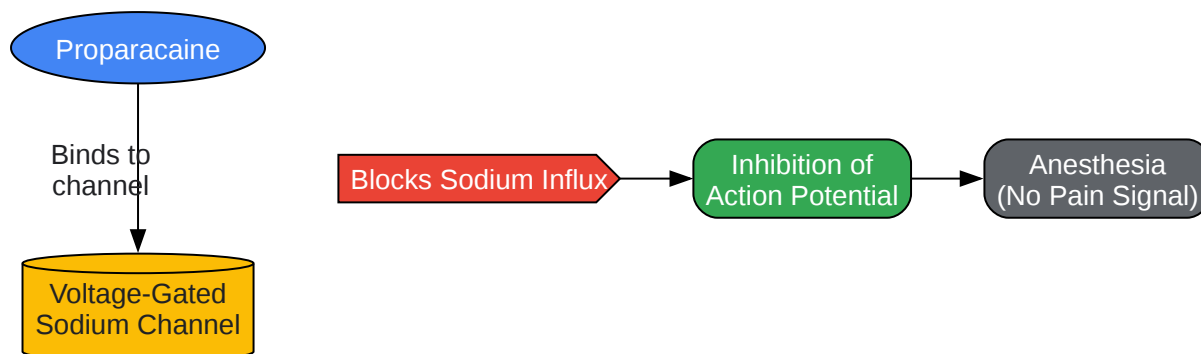 Proparacaine
Binds to
channel
Voltage-Gated
Sodium Channel
Blocks Sodium Influx
Inhibition of
Action Potential
Anesthesia
(No Pain Signal)